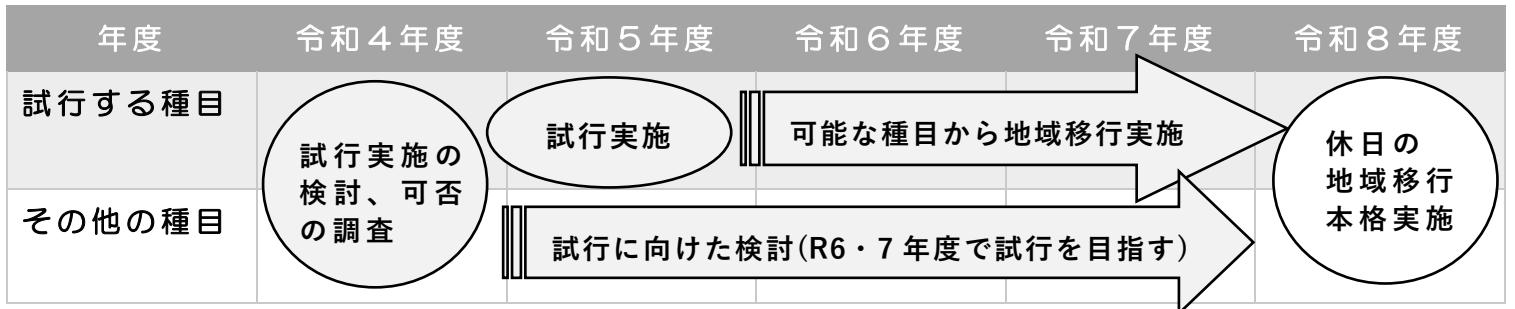 年度 令和４年度 令和５年度 令和６年度 令和７年度 令和８年度
試行する種目
試行実施の
検討、可否
の調査
試行実施
可能な種目から地域移行実施
休日の
地域移行
本格実施
その他の種目
試行に向けた検討(R6・７年度で試行を目指す)